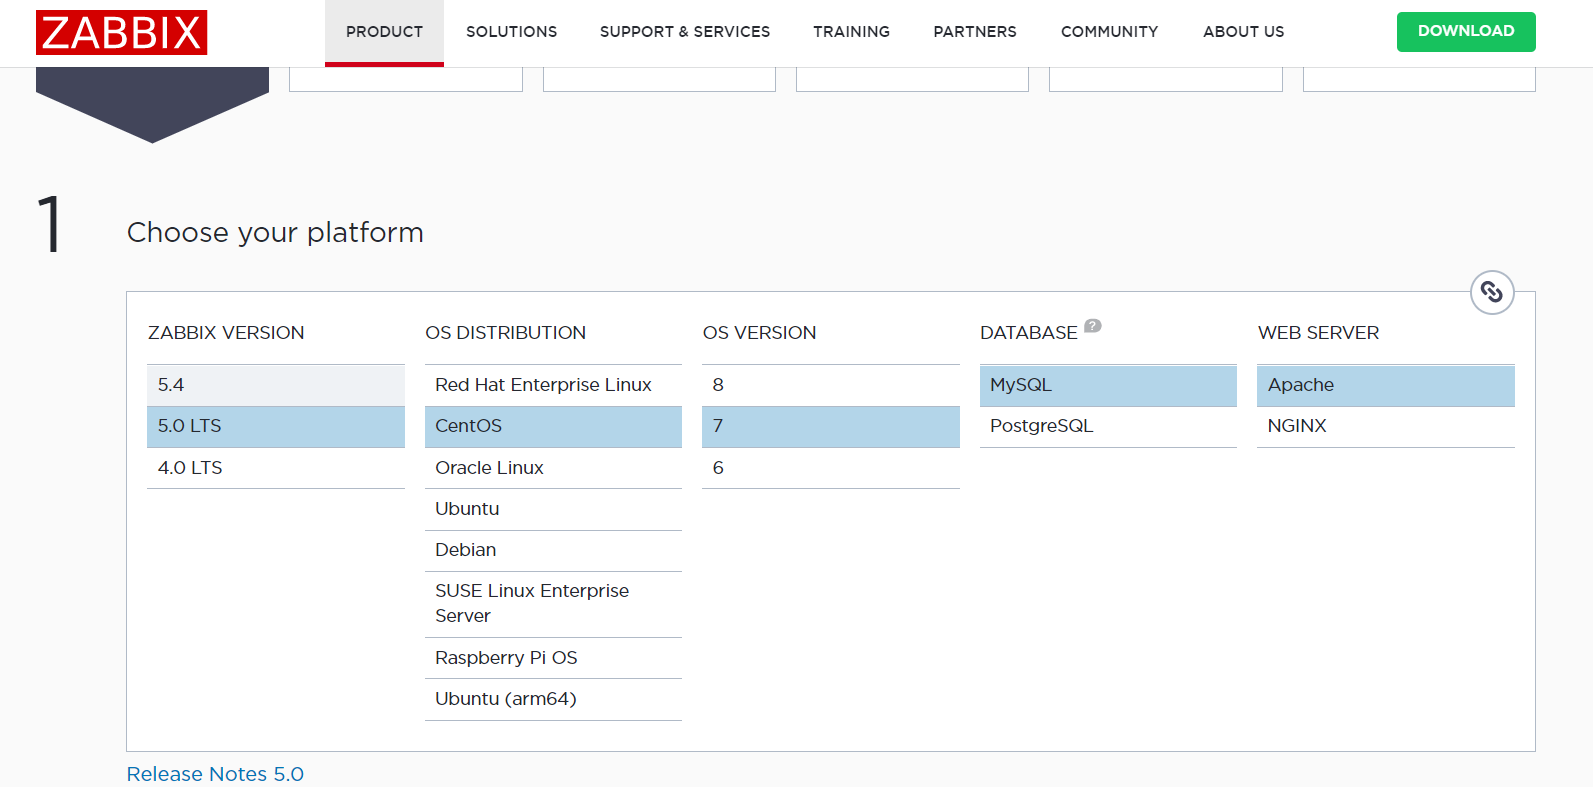 ZABBIX
PRODUCT
SOLUTIONS
SUPPORT & SERVICES
TRAINING
PARTNERS
COMMUNITY
ABOUT US
DOWNLOAD
1
Choose your platform
ZABBIX VERSION
5.4
5.0 LTS
4.0 LTS
OS DISTRIBUTION
Red Hat Enterprise Linux
CentOS
Oracle Linux
Ubuntu
Debian
SUSE Linux Enterprise
Server
Raspberry Pi OS
Ubuntu (arm64)
OS VERSION
8
7
6
DATABASE ?
MySQL
PostgreSQL
WEB SERVER
Apache
NGINX
Release Notes 5.0